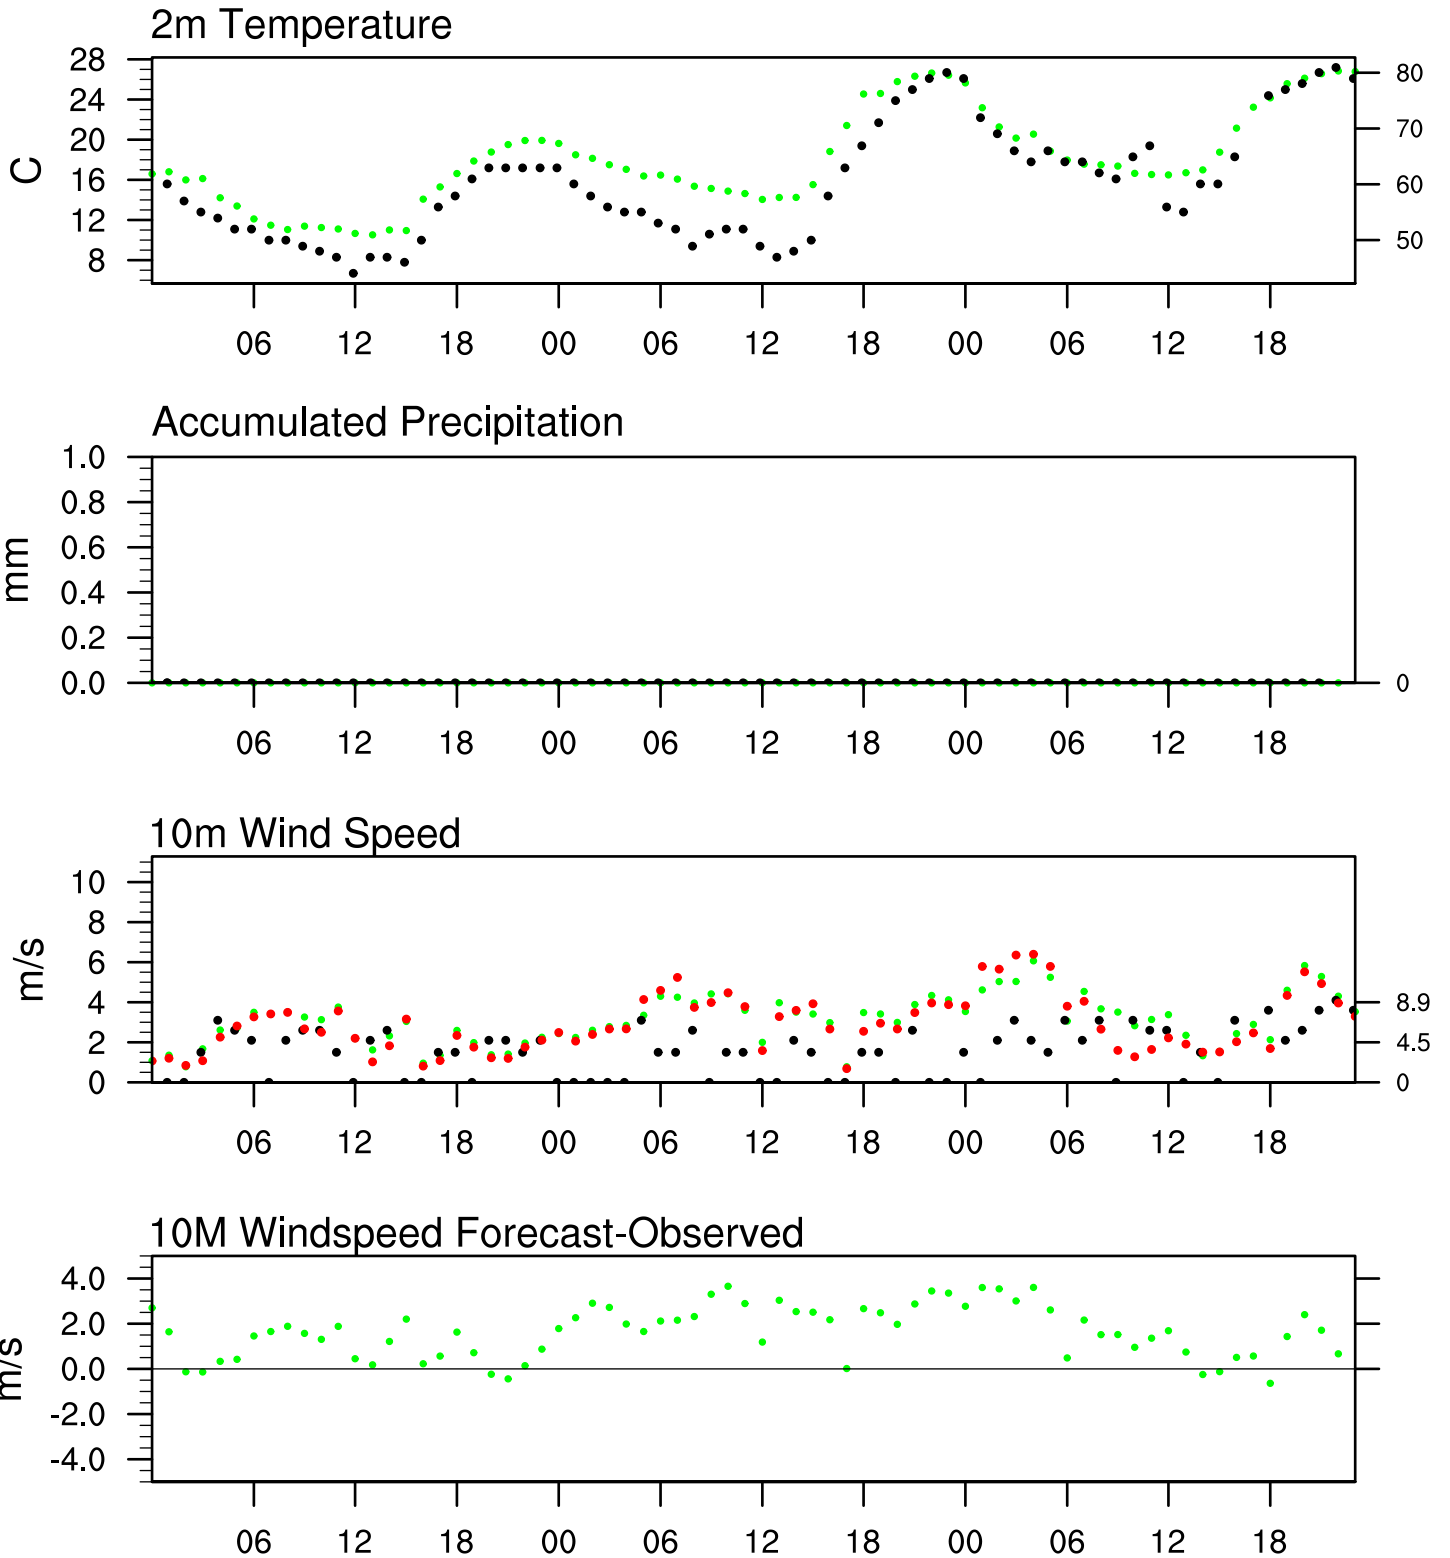 2m Temperature
28
24
20
16
12
8
C
80
70
60
50
06 12 18 00 06 12 18 00 06 12 18
Accumulated Precipitation
1.0
0.8
0.6
0.4
0.2
0.0
mm
0
06 12 18 00 06 12 18 00 06 12 18
10m Wind Speed
10
8
6
4
2
0
m/s
8.9
4.5
0
06 12 18 00 06 12 18 00 06 12 18
10M Windspeed Forecast-Observed
4.0
2.0
0.0
-2.0
-4.0
m/s
06 12 18 00 06 12 18 00 06 12 18